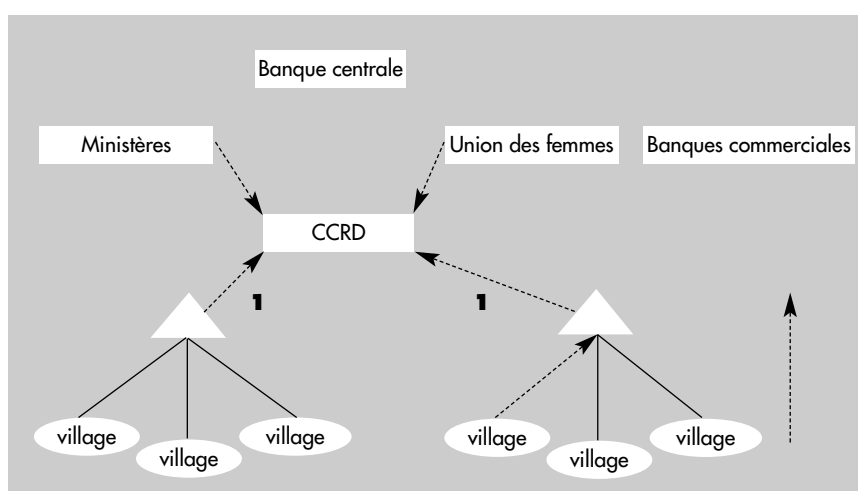 Banque centrale
Ministères
Union des femmes
Banques commerciales
CCRD
1
1
village
village
village
village
village
village